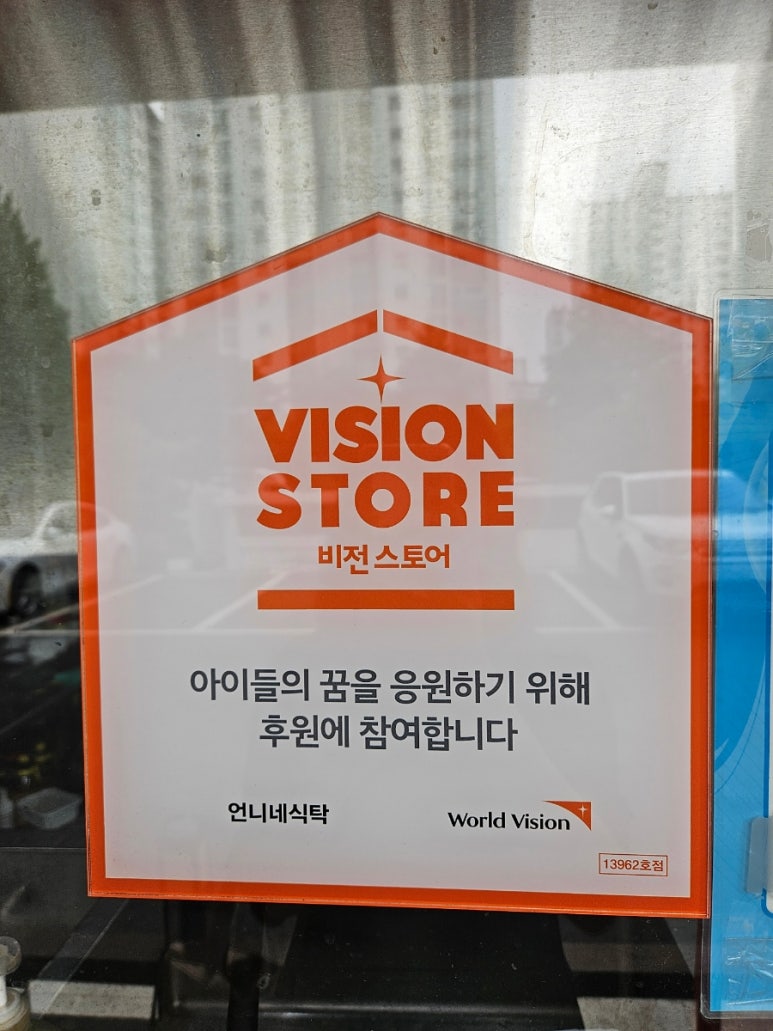 VISION
STORE
비전 스토어
아이들의 꿈을 응원하기 위해
후원에 참여합니다
언니네식탁
World Vision
13962호점